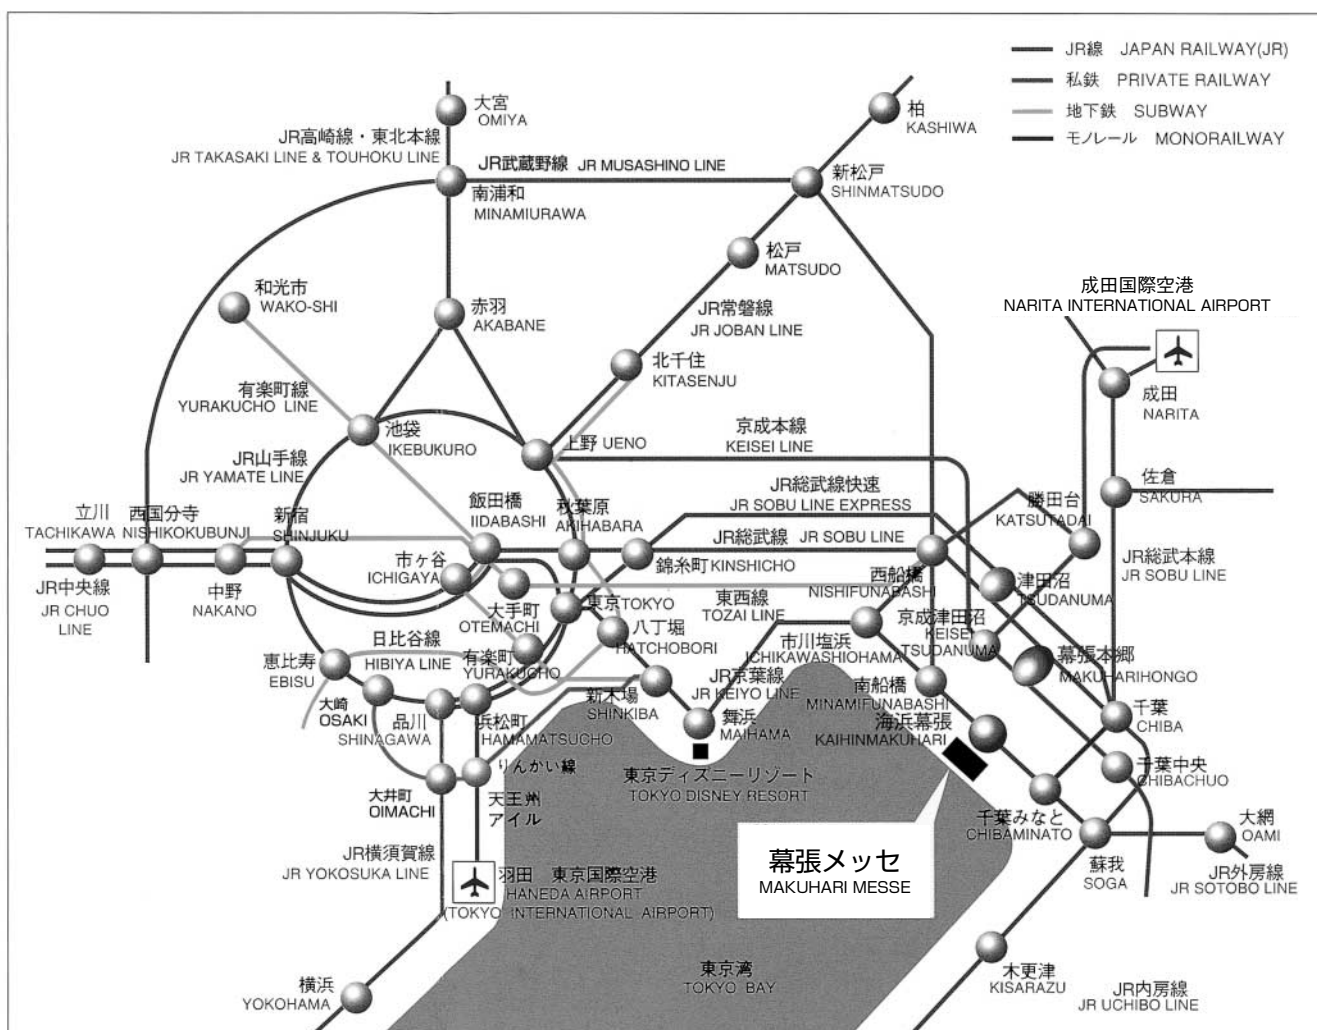 JR線 JAPAN RAILWAY(JR)
私鉄 PRIVATE RAILWAY
地下鉄 SUBWAY
モノレール MONORAILWAY
大宮
OMIYA
柏
KASHIWA
JR高崎線・東北本線
JR TAKASAKI LINE & TOUHOKU LINE
JR武蔵野線 JR MUSASHINO LINE
南浦和
MINAMIURAWA
新松戸
SHINMATSUDO
松戸
MATSUDO
成田国際空港
NARITA INTERNATIONAL AIRPORT
和光市
WAKO-SHI
赤羽
AKABANE
JR常磐線
JR JOBAN LINE
北千住
KITASENJU
有楽町線
YURAKUCHO LINE
成田
NARITA
池袋
IKEBUKURO
上野 UENO
京成本線
KEISEI LINE
JR山手線
JR YAMATE LINE
JR総武線快速
JR SOBU LINE EXPRESS
佐倉
SAKURA
飯田橋
IIDABASHI
秋葉原
AKIHABARA
勝田台
KATSUTADAI
立川
TACHIKAWA
西国分寺
NISHIKOKUBUNJI
新宿
SHINJUKU
JR総武線 JR SOBU LINE
JR総武本線
JR SOBU LINE
市ヶ谷
ICHIGAYA
錦糸町 KINSHICHO
西船橋
NISHIFUNABASHI
津田沼
TSUDANUMA
JR中央線
JR CHUO
LINE
中野
NAKANO
大手町
OTEMACHI
東京 TOKYO
東西線
TOZAI LINE
京成津田沼
KEISEI
TSUDANUMA
八丁堀
HATCHOBORI
市川塩浜
ICHIKAWASHIOHAMA
幕張本郷
MAKUHARIHONGO
日比谷線
HIBIYA LINE
恵比寿
EBISU
有楽町
YURAKUCHO
JR京葉線
JR KEIYO LINE
南船橋
MINAMIFUNABASHI
大崎
OSAKI
品川
SHINAGAWA
浜松町
HAMAMATSUCHO
新木場
SHINKIBA
舞浜
MAIHAMA
海浜幕張
KAIHINMAKUHARI
千葉
CHIBA
りんかい線
東京ディズニーリゾート
TOKYO DISNEY RESORT
千葉中央
CHIBACHUO
大井町
OIMACHI
天王州
アイル
千葉みなと
CHIBAMINATO
大網
OAMI
JR横須賀線
JR YOKOSUKA LINE
幕張メッセ
MAKUHARI MESSE
蘇我
SOGA
JR外房線
JR SOTOBO LINE
羽田 東京国際空港
HANEDA AIRPORT
(TOKYO INTERNATIONAL AIRPORT)
横浜
YOKOHAMA
東京湾
TOKYO BAY
木更津
KISARAZU
JR内房線
JR UCHIBO LINE